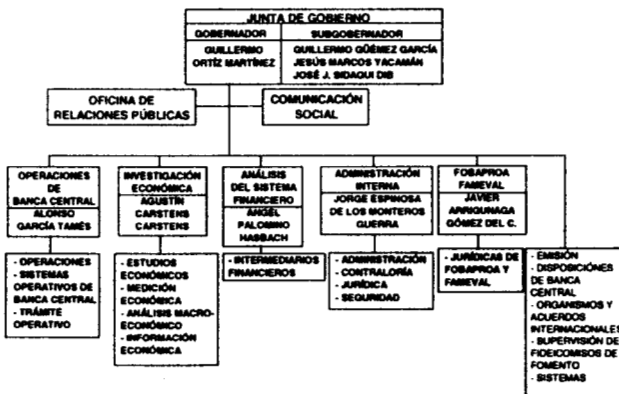 JUNTA DE GOBIERNO
GOBERNADOR
GUILLERMO
ORTÍZ MARTÍNEZ
SUBGOBERNADOR
GUILLERMO GÜÉMEZ GARCÍA
JESÚS MARCOS YACAMÁN
JOSÉ J. SIDAOUI DIB
OFICINA DE
RELACIONES PÚBLICAS
COMUNICACIÓN
SOCIAL
OPERACIONES
DE
BANCA CENTRAL
ALONSO
GARCÍA TAMÉS
- OPERACIONES
- SISTEMAS
OPERATIVOS DE
BANCA CENTRAL
- TRÁMITE
OPERATIVO
INVESTIGACIÓN
ECONÓMICA
AGUSTÍN
CARSTENS
CARSTENS
- ESTUDIOS
ECONÓMICOS
- MEDICIÓN
ECONÓMICA
- ANÁLISIS MACRO-
ECONÓMICO
- INFORMACIÓN
ECONÓMICA
ANÁLISIS
DEL SISTEMA
FINANCIERO
ANGEL
PALOMINO
HASBACH
- INTERMEDIARIOS
FINANCIEROS
ADMINISTRACIÓN
INTERNA
JORGE ESPINOSA
DE LOS MONTEROS
GUERRA
- ADMINISTRACIÓN
- CONTRALORÍA
- JURÍDICA
- SEGURIDAD
FOBAPROA
FAMEVAL
JAVIER
ARRIGUNAGA
GÓMEZ DEL C.
- JURÍDICAS DE
FOBAPROA Y
FAMEVAL
- EMISIÓN
- DISPOSICIÓNES
DE BANCA
CENTRAL
- ORGANISMOS Y
ACUERDOS
INTERNACIONALES
- SUPERVISIÓN DE
FIDEICOMISOS DE
FOMENTO
- SISTEMAS